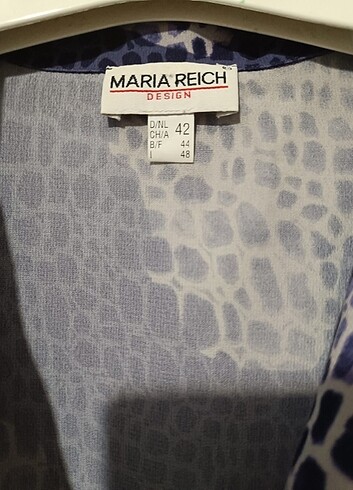 MARIA REICH
DESIGN
D/NL 42
CH/A
B/F 44
I 48